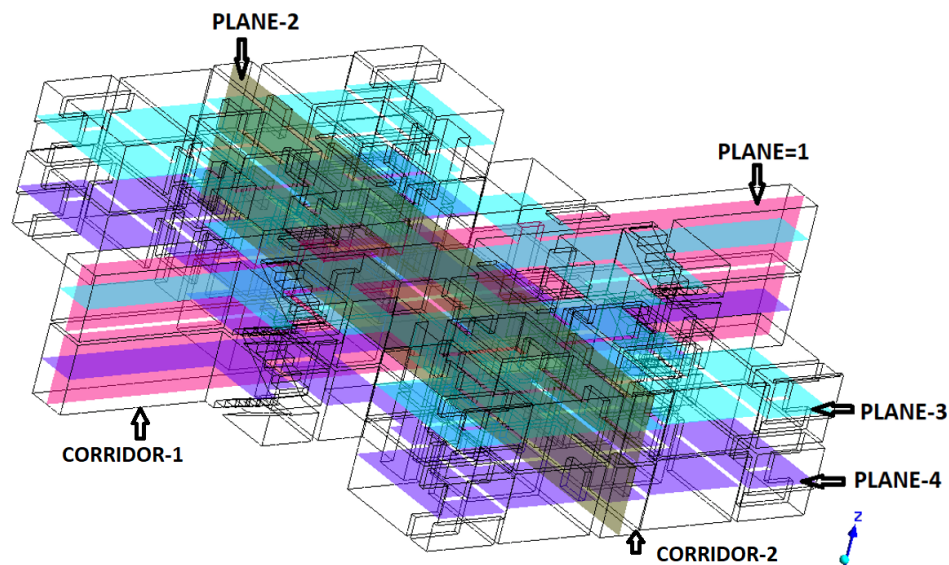 PLANE-2
PLANE=1
PLANE-3
CORRIDOR-1
PLANE-4
CORRIDOR-2
z